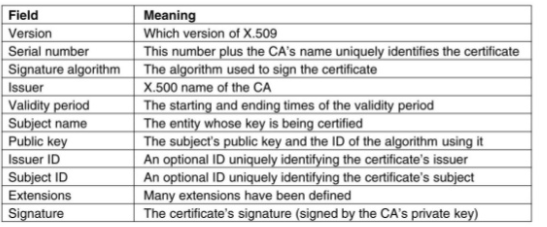 Field Meaning
Version Which version of X.509
Serial number This number plus the CA's name uniquely identifies the certificate
Signature algorithm The algorithm used to sign the certificate
Issuer X.500 name of the CA
Validity period The starting and ending times of the validity period
Subject name The entity whose key is being certified
Public key The subject's public key and the ID of the algorithm using it
Issuer ID An optional ID uniquely identifying the certificate's issuer
Subject ID An optional ID uniquely identifying the certificate's subject
Extensions Many extensions have been defined
Signature The certificate's signature (signed by the CA's private key)